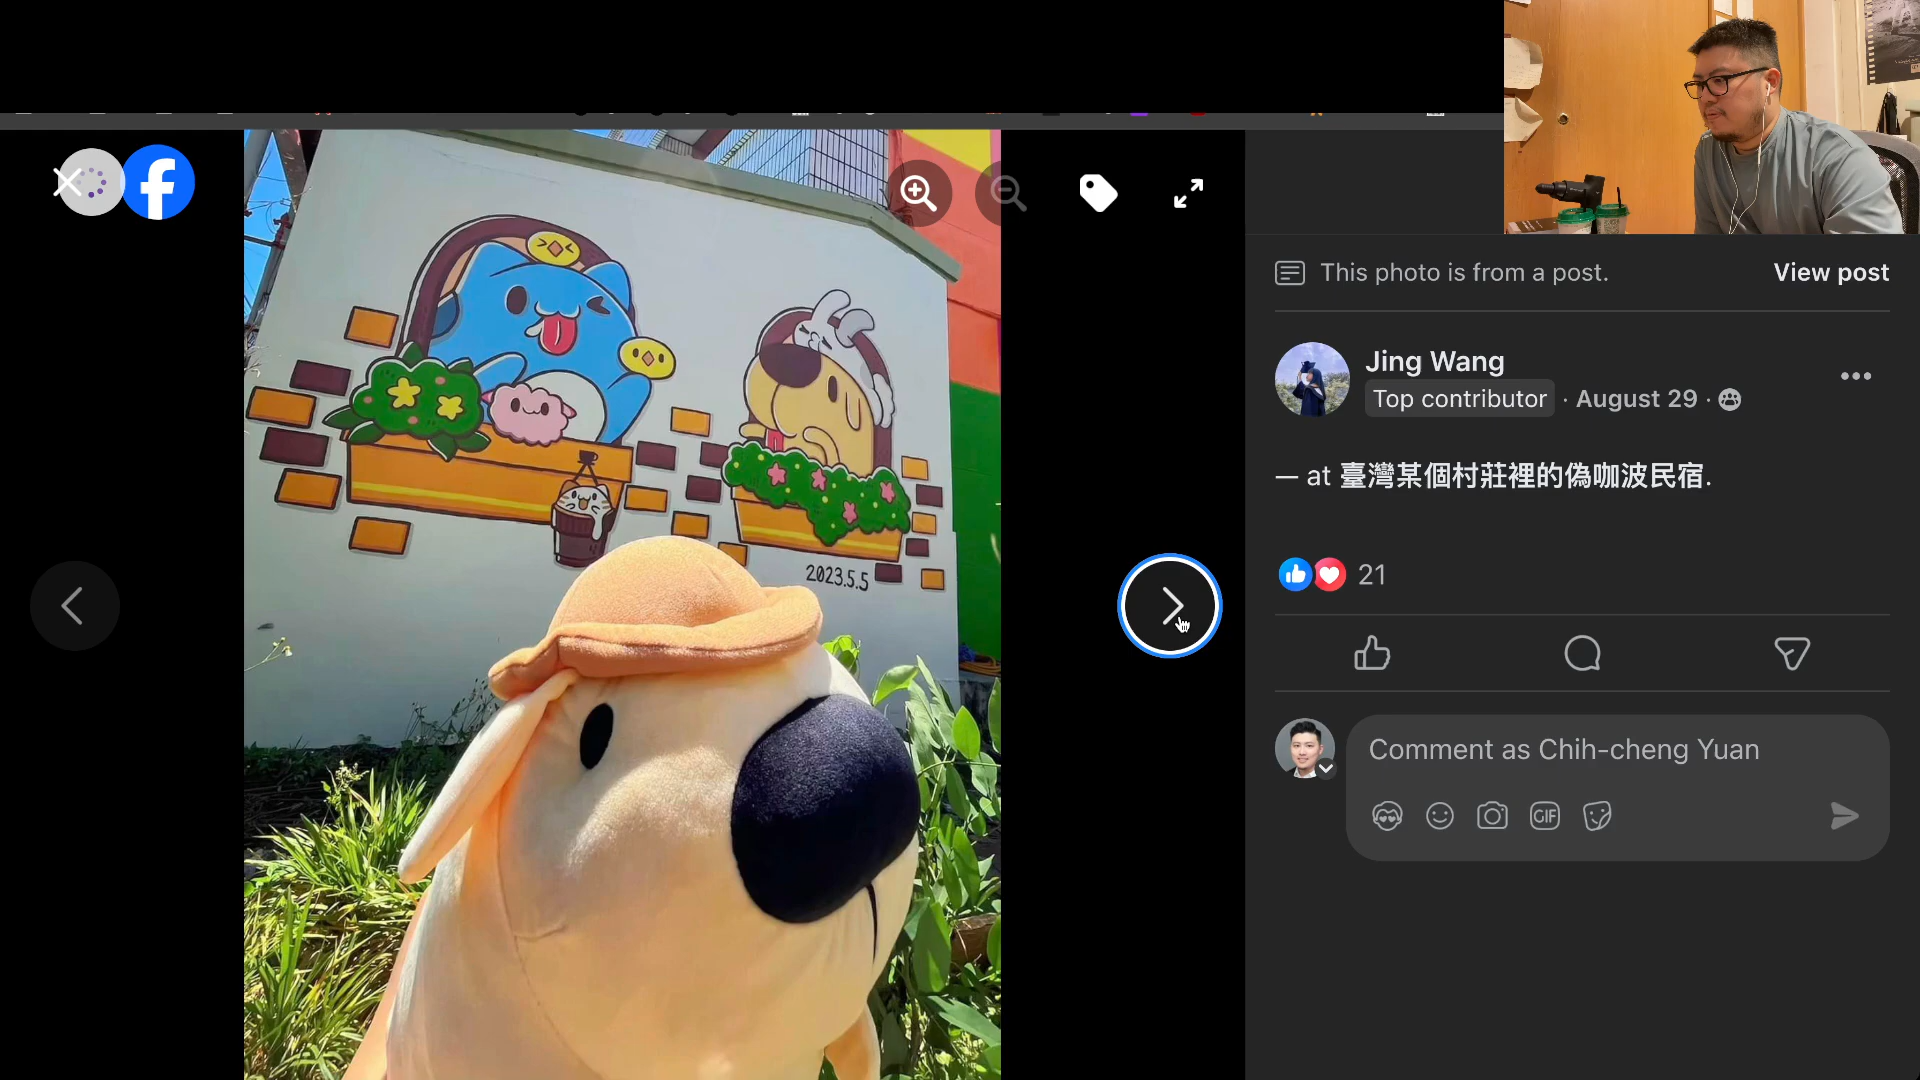 This photo is from a post.
View post
Jing Wang
Top contributor · August 29 ·
— at 臺灣某個村莊裡的偽咖波民宿.
2023.5.5
21
Comment as Chih-cheng Yuan
GIF